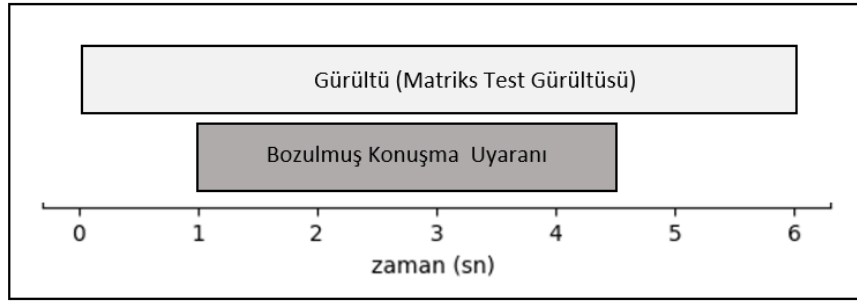 Gürültü (Matriks Test Gürültüsü)
Bozulmuş Konuşma Uyaranı
0 1 2 3 4 5 6
zaman (sn)